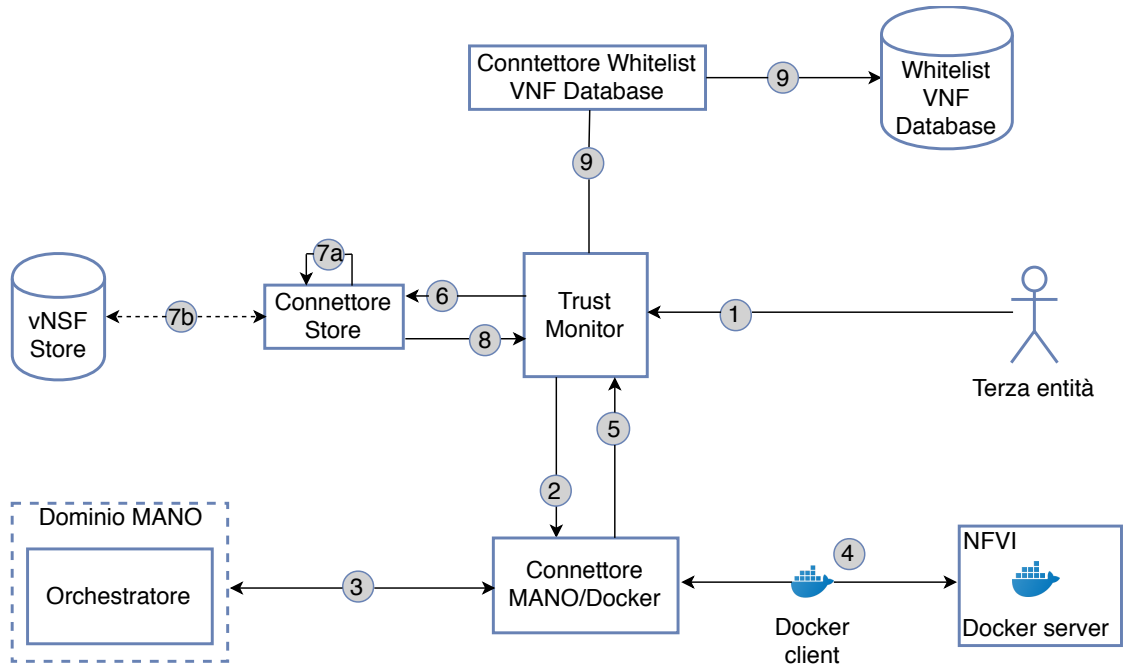 Conntettore Whitelist
VNF Database
9
Whitelist
VNF
Database
9
7a
vNSF
Store
7b
Connettore
Store
6
8
Trust
Monitor
1
Terza entità
5
2
Dominio MANO
Orchestratore
3
Connettore
MANO/Docker
4
Docker
client
NFVI
Docker server